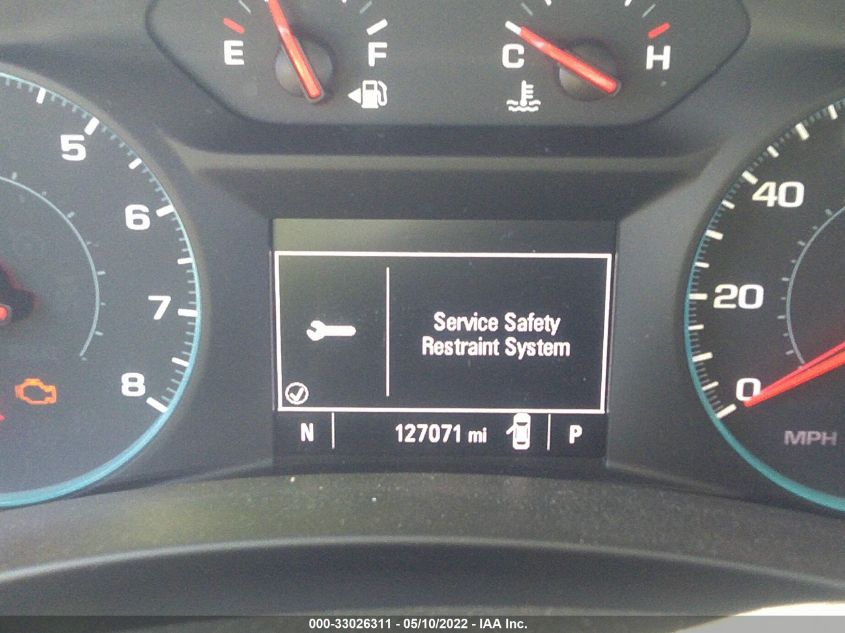 E F C H
5
6
7
8
40
20
0
MPH
Service Safety
Restraint System
N 127071 mi P
000-33026311 - 05/10/2022 - IAA Inc.